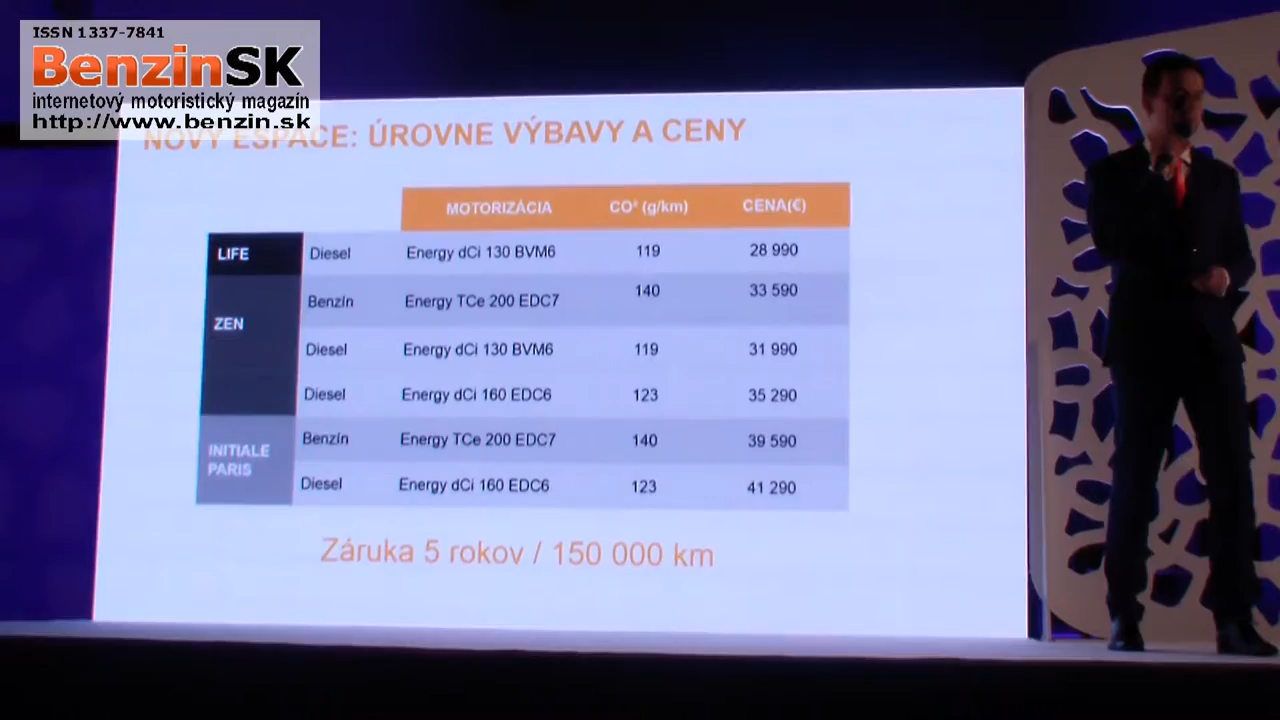 ISSN 1337-7841
BenzinSK
internetový motoristický magazín
http://www.benzin.sk
NOVÝ ESPACE: ÚROVNE VÝBAVY A CENY
MOTORIZÁCIA CO² (g/km) CENA(€)
LIFE Diesel Energy dCi 130 BVM6 119 28 990
Benzín Energy TCe 200 EDC7 140 33 590
ZEN
Diesel Energy dCi 130 BVM6 119 31 990
Diesel Energy dCi 160 EDC6 123 35 290
Benzín Energy TCe 200 EDC7 140 39 590
INITIALE
PARIS
Diesel Energy dCi 160 EDC6 123 41 290
Záruka 5 rokov / 150 000 km